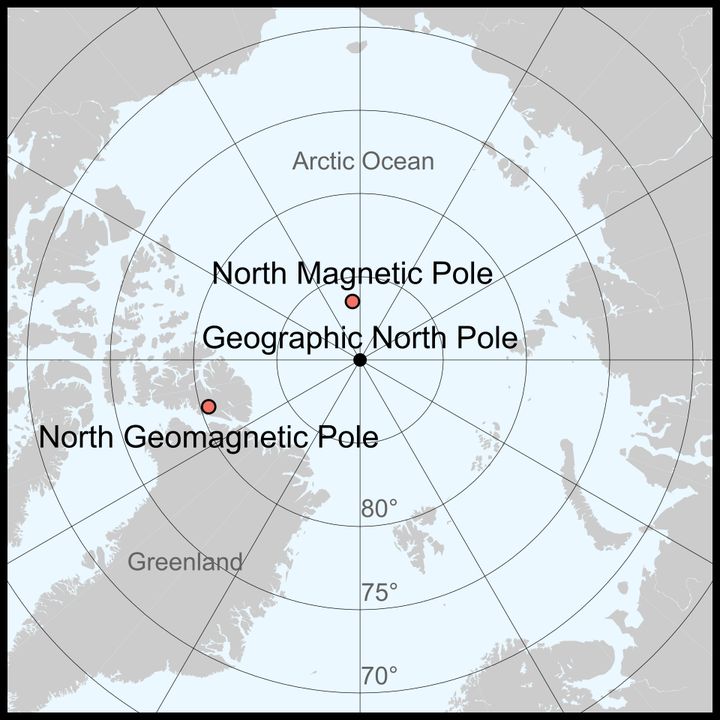 Arctic Ocean
North Magnetic Pole
Geographic North Pole
North Geomagnetic Pole
80°
Greenland
75°
70°